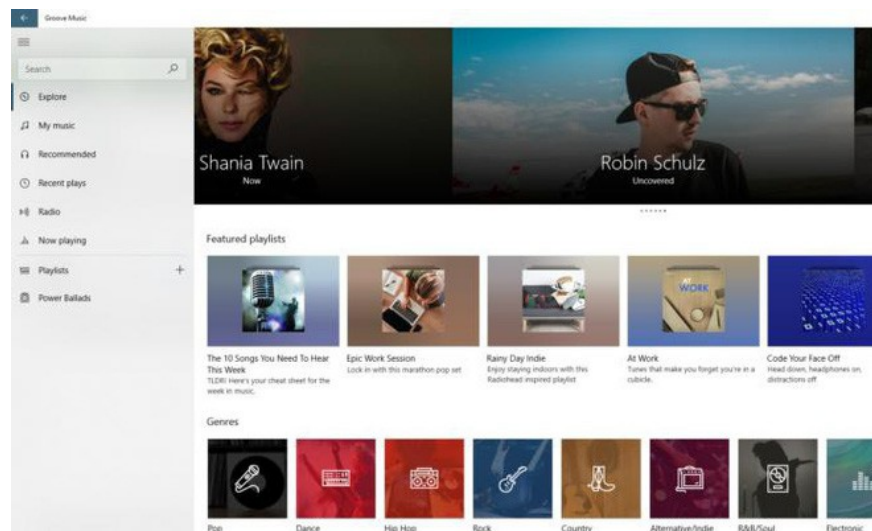 Groove Music
Search
Explore
My music
Recommended
Recent plays
Radio
Now playing
Playlists
Power Ballads
Shania Twain
Now
Robin Schulz
Uncovered
Featured playlists
AT
WORK
The 10 Songs You Need To Hear
This Week
TLDR! Here's your cheat sheet for the
week in music.
Epic Work Session
Lock in with this marathon pop set
Rainy Day Indie
Enjoy staying indoors with this
Radiohead inspired playlist
At Work
Tunes that make you forget you're in a
cubicle.
Code Your Face Off
Head down, headphones on,
distractions off
Genres
Pop
Dance
Hip Hop
Rock
Country
Alternative/Indie
R&B/Soul
Electronic